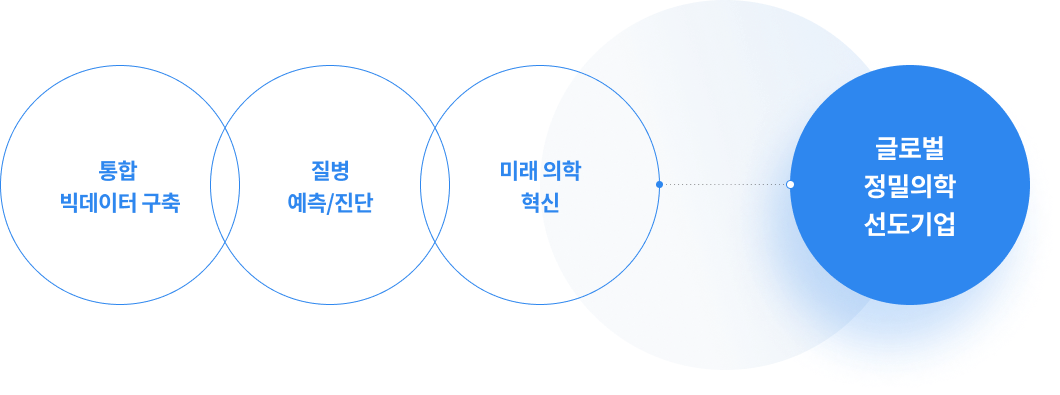 통합
빅데이터 구축
질병
예측/진단
미래 의학
혁신
글로벌
정밀의학
선도기업